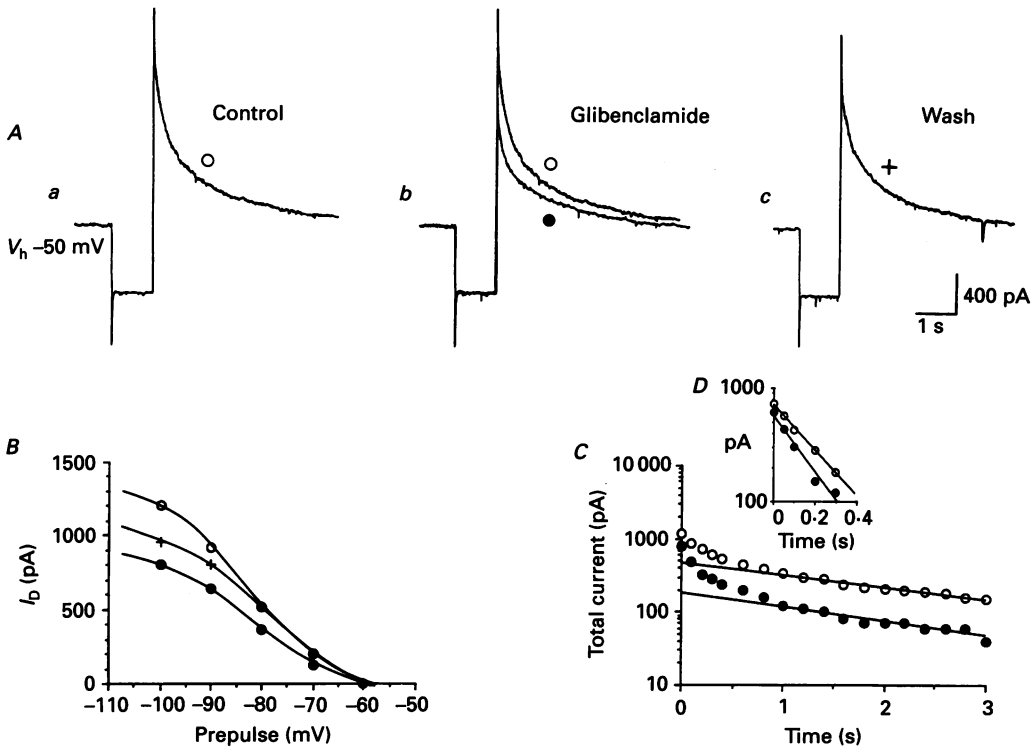 A
a
Control
b
Glibenclamide
c
Wash
Vh –50 mV
400 pA
1 s
B
ID (pA)
1500
1000
500
0
–110 –100 –90 –80 –70 –60 –50
Prepulse (mV)
C
Total current (pA)
10 000
1000
100
10
0 1 2 3
Time (s)
D
1000
pA
100
0 0·2 0·4
Time (s)